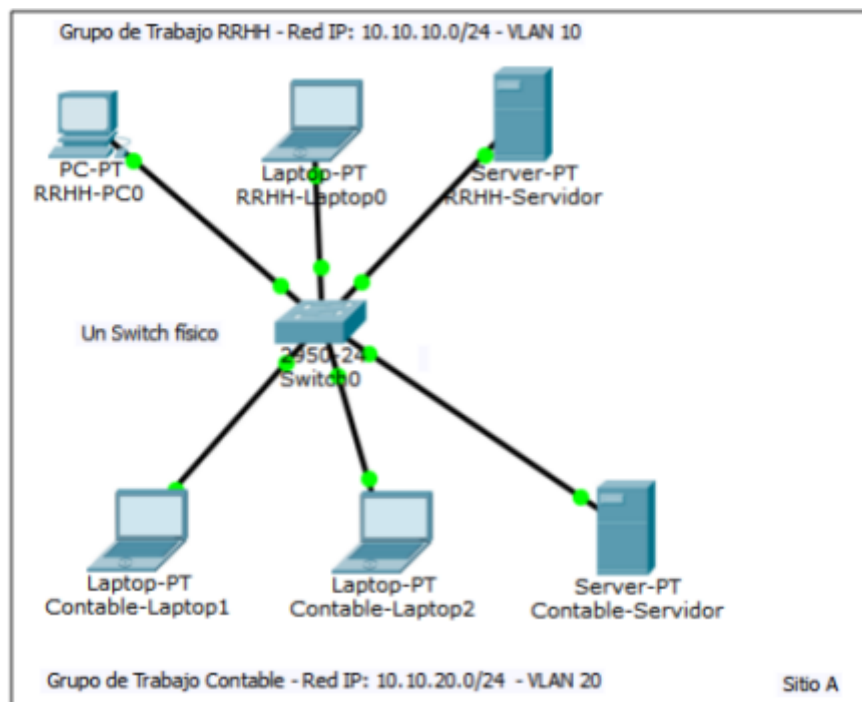 Grupo de Trabajo RRHH - Red IP: 10.10.10.0/24 - VLAN 10
PC-PT
RRHH-PC0
Laptop-PT
RRHH-Laptop0
Server-PT
RRHH-Servidor
Un Switch físico
2950-24
Switch0
Laptop-PT
Contable-Laptop1
Laptop-PT
Contable-Laptop2
Server-PT
Contable-Servidor
Grupo de Trabajo Contable - Red IP: 10.10.20.0/24 - VLAN 20
Sitio A